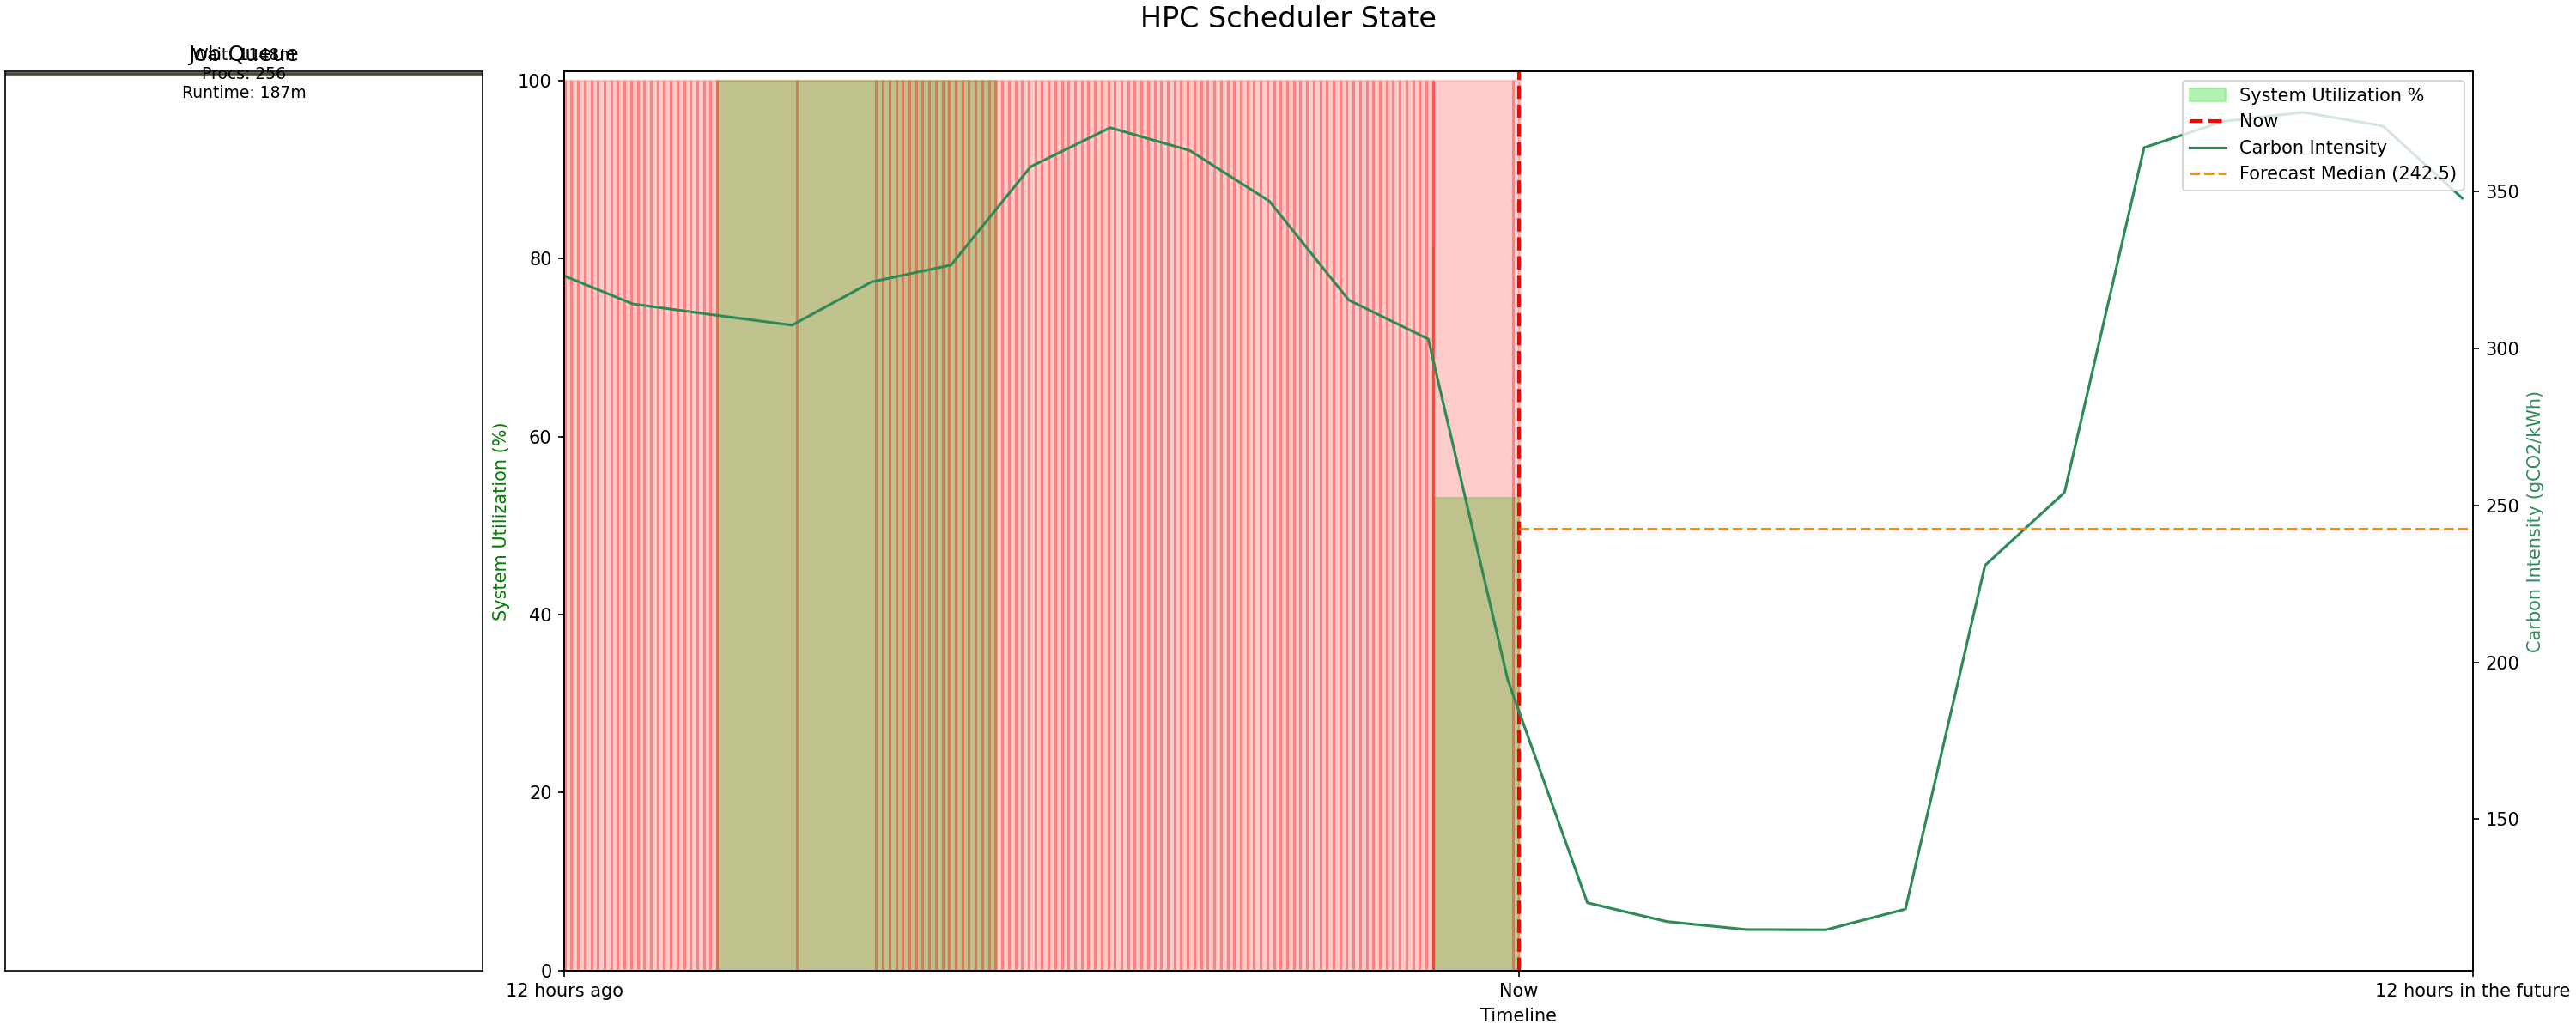 HPC Scheduler State
Job Queue
Wait: 1148m
Procs: 256
Runtime: 187m
System Utilization (%)
100
80
60
40
20
0
System Utilization %
Now
Carbon Intensity
Forecast Median (242.5)
350
300
250
200
150
Carbon Intensity (gCO2/kWh)
12 hours ago
Now
12 hours in the future
Timeline